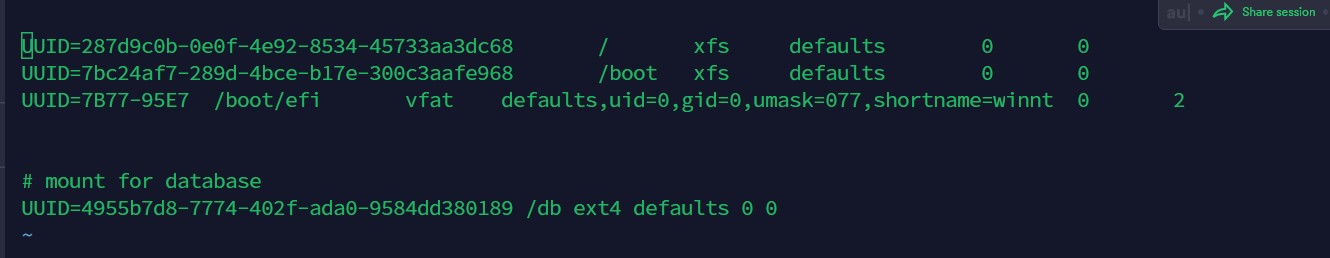 au
Share session
UUID=287d9c0b-0e0f-4e92-8534-45733aa3dc68 / xfs defaults 0 0
UUID=7bc24af7-289d-4bce-b17e-300c3aafe968 /boot xfs defaults 0 0
UUID=7B77-95E7 /boot/efi vfat defaults,uid=0,gid=0,umask=077,shortname=winnt 0 2
# mount for database
UUID=4955b7d8-7774-402f-ada0-9584dd380189 /db ext4 defaults 0 0
~